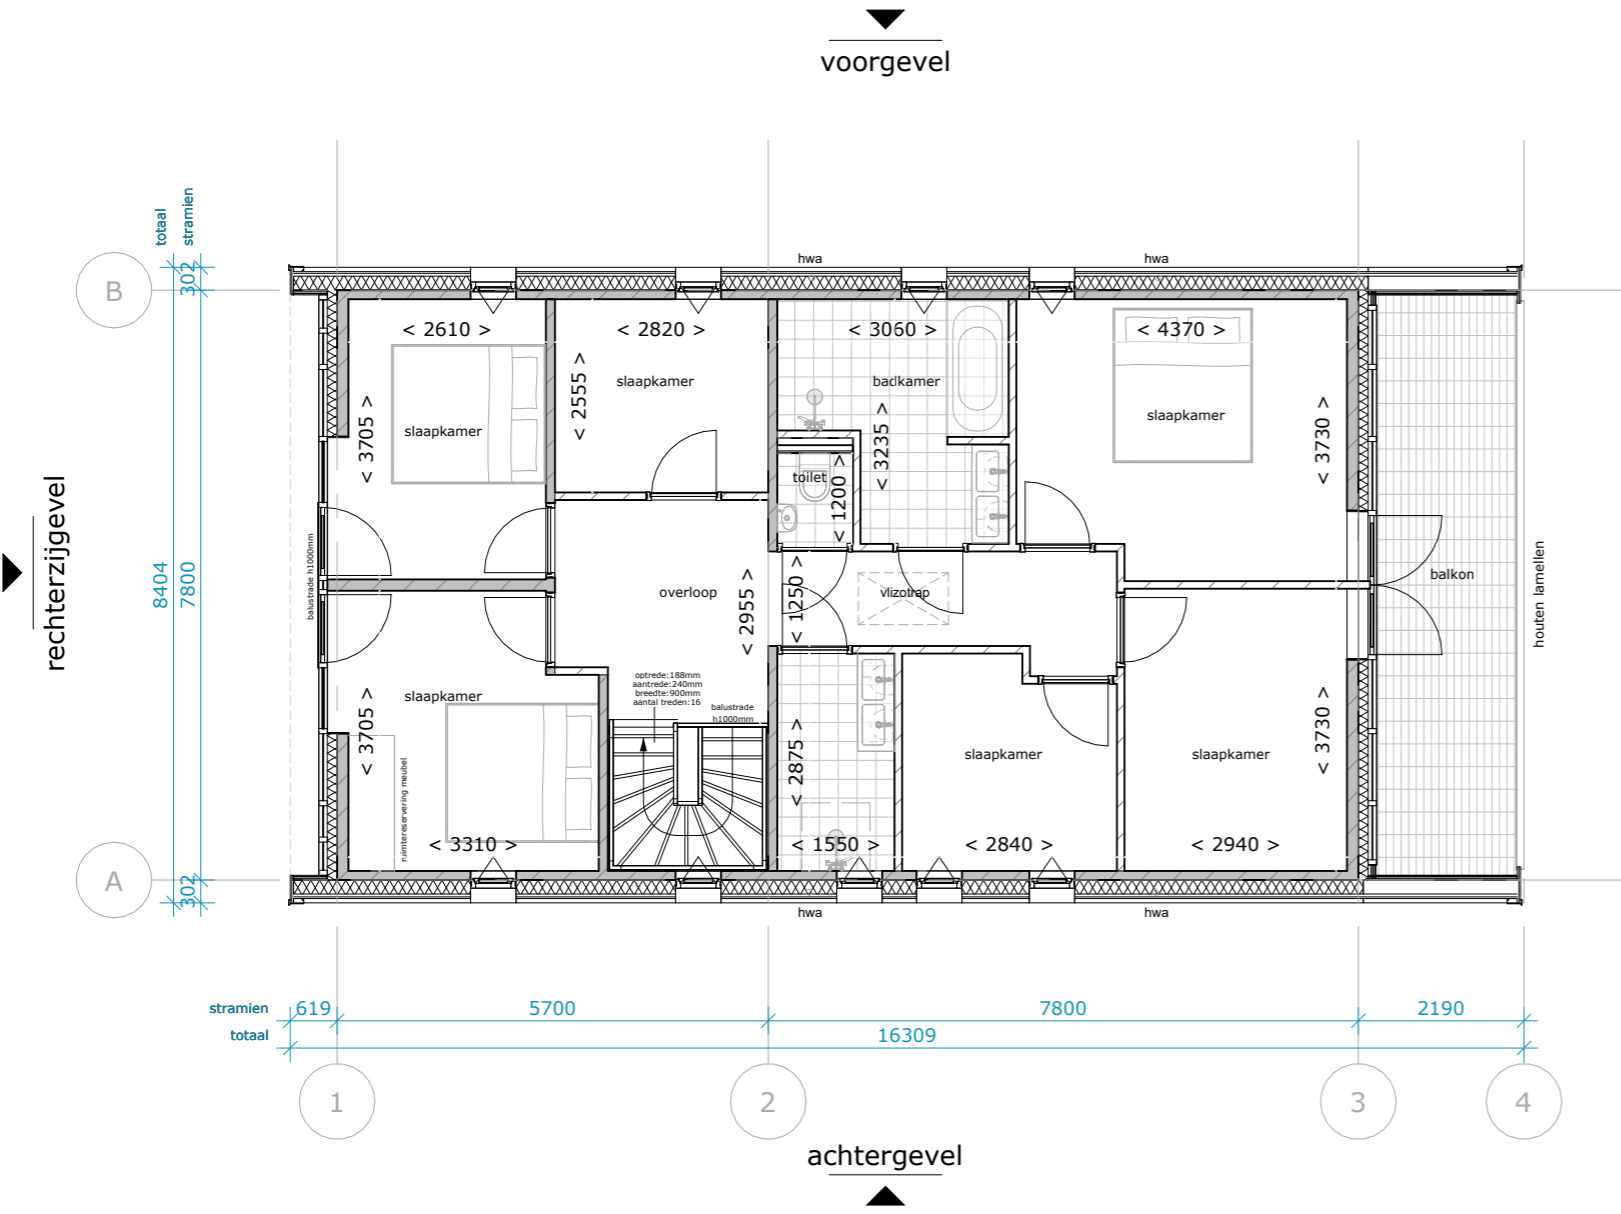 voorgevel
totaal
stramien
hwa
hwa
302
B
< 2610 >
< 2820 >
< 3060 >
< 4370 >
slaapkamer
badkamer
< 2555 >
slaapkamer
slaapkamer
< 3705 >
< 3235 >
< 3730 >
toilet
< 1200 >
rechterzijgevel
balustrade h1000mm
8404
7800
overloop
< 2955 >
< 1250 >
vlizotrap
balkon
houten lamellen
optrede:188mm
aantrede:240mm
breedte:900mm
aantal treden:16
balustrade
h1000mm
slaapkamer
< 3705 >
< 2875 >
slaapkamer
slaapkamer
< 3730 >
ruimtereservering meubel
< 3310 >
< 1550 >
< 2840 >
< 2940 >
A
302
hwa
hwa
stramien
619
5700
7800
2190
totaal
16309
1
2
3
4
achtergevel